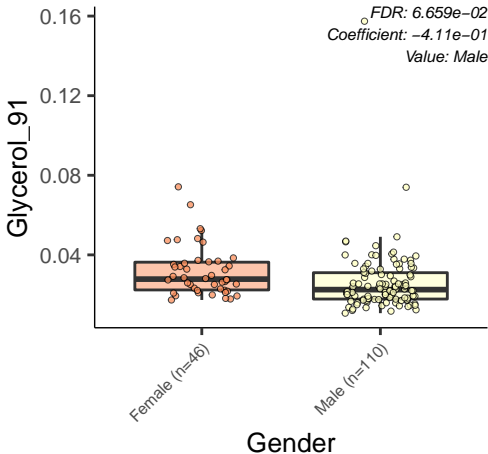 FDR: 6.659e−02
Coefficient: −4.11e−01
Value: Male
0.16
0.12
0.08
0.04
Glycerol_91
Female (n=46)
Male (n=110)
Gender